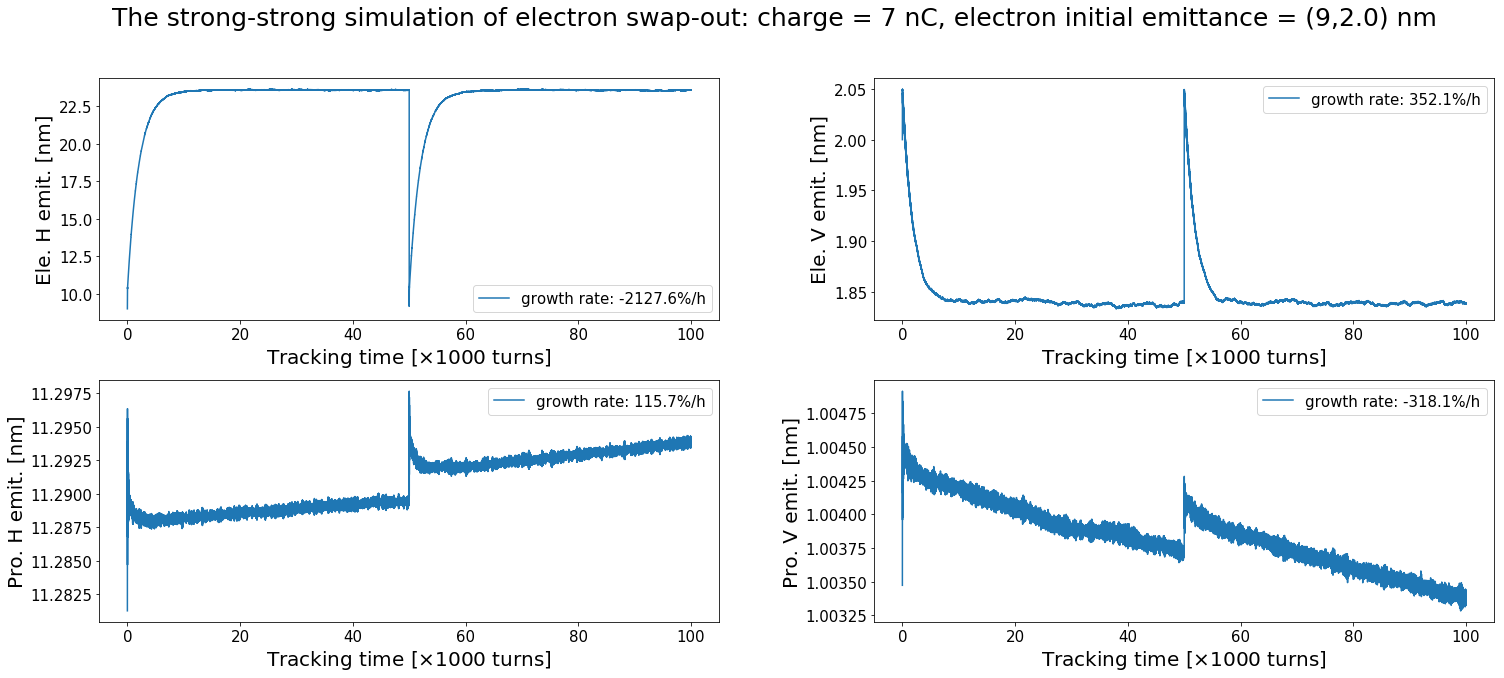 The strong-strong simulation of electron swap-out: charge = 7 nC, electron initial emittance = (9,2.0) nm
Ele. H emit. [nm]
22.5
20.0
17.5
15.0
12.5
10.0
growth rate: -2127.6%/h
0 20 40 60 80 100
Tracking time [×1000 turns]
Ele. V emit. [nm]
2.05
2.00
1.95
1.90
1.85
growth rate: 352.1%/h
0 20 40 60 80 100
Tracking time [×1000 turns]
Pro. H emit. [nm]
11.2975
11.2950
11.2925
11.2900
11.2875
11.2850
11.2825
growth rate: 115.7%/h
0 20 40 60 80 100
Tracking time [×1000 turns]
Pro. V emit. [nm]
1.00475
1.00450
1.00425
1.00400
1.00375
1.00350
1.00325
growth rate: -318.1%/h
0 20 40 60 80 100
Tracking time [×1000 turns]